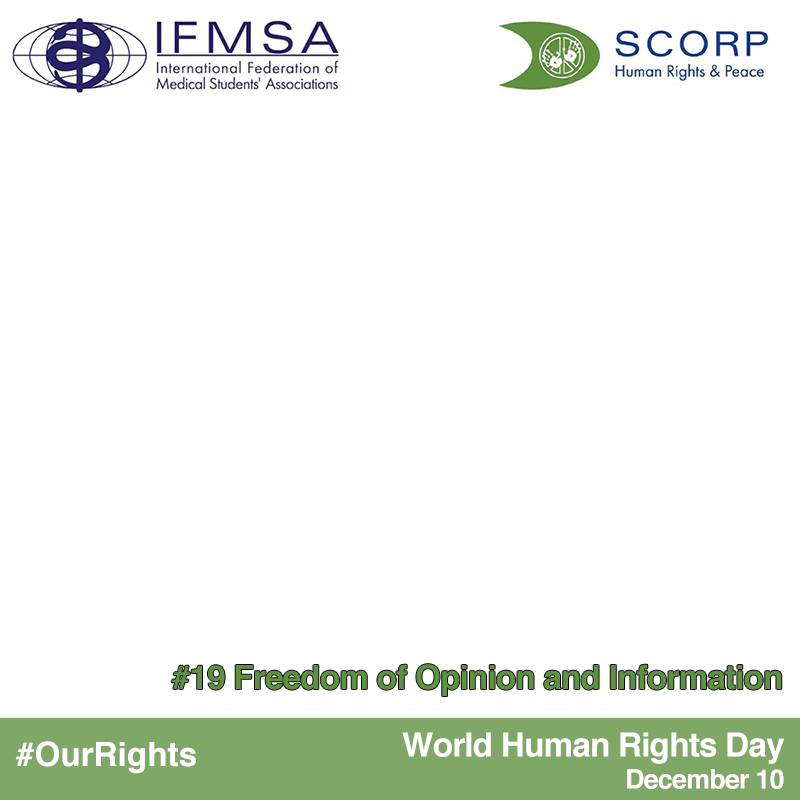 IFMSA
International Federation of
Medical Students' Associations
SCORP
Human Rights & Peace
#19 Freedom of Opinion and Information
#OurRights
World Human Rights Day
December 10